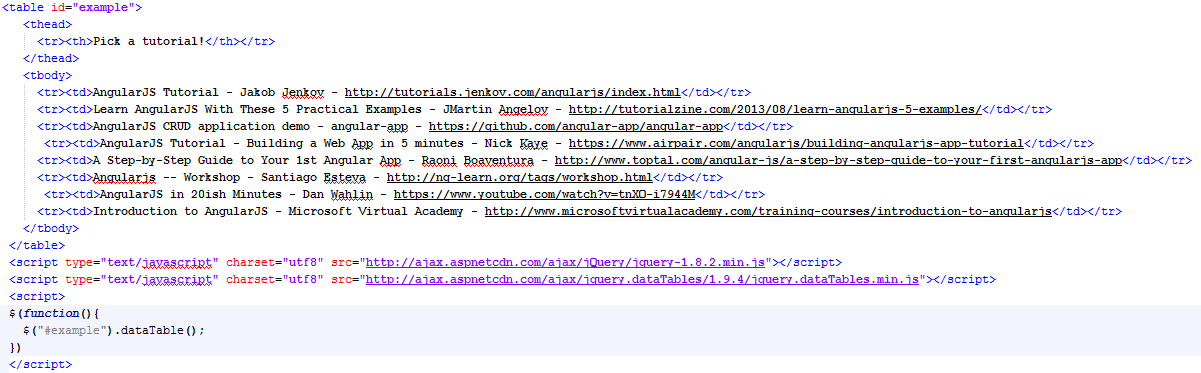 <table id="example">
<thead>
<tr><th>Pick a tutorial!</th></tr>
</thead>
<tbody>
<tr><td>AngularJS Tutorial - Jakob Jenkov - http://tutorials.jenkov.com/angularjs/index.html</td></tr>
<tr><td>Learn AngularJS With These 5 Practical Examples - JMartin Angelov - http://tutorialzine.com/2013/08/learn-angularjs-5-examples/</td></tr>
<tr><td>AngularJS CRUD application demo - angular-app - https://github.com/angular-app/angular-app</td></tr>
<tr><td>AngularJS Tutorial - Building a Web App in 5 minutes - Nick Kaye - https://www.airpair.com/angularjs/building-angularjs-app-tutorial</td></tr>
<tr><td>A Step-by-Step Guide to Your 1st Angular App - Raoni Boaventura - http://www.toptal.com/angular-js/a-step-by-step-guide-to-your-first-angularjs-app</td></tr>
<tr><td>Angularjs -- Workshop - Santiago Esteva - http://ng-learn.org/tags/workshop.html</td></tr>
<tr><td>AngularJS in 20ish Minutes - Dan Wahlin - https://www.youtube.com/watch?v=tnXO-i7944M</td></tr>
<tr><td>Introduction to AngularJS - Microsoft Virtual Academy - http://www.microsoftvirtualacademy.com/training-courses/introduction-to-angularjs</td></tr>
</tbody>
</table>
<script type="text/javascript" charset="utf8" src="http://ajax.aspnetcdn.com/ajax/jQuery/jquery-1.8.2.min.js"></script>
<script type="text/javascript" charset="utf8" src="http://ajax.aspnetcdn.com/ajax/jquery.dataTables/1.9.4/jquery.dataTables.min.js"></script>
<script>
$(function(){
$("#example").dataTable();
})
</script>